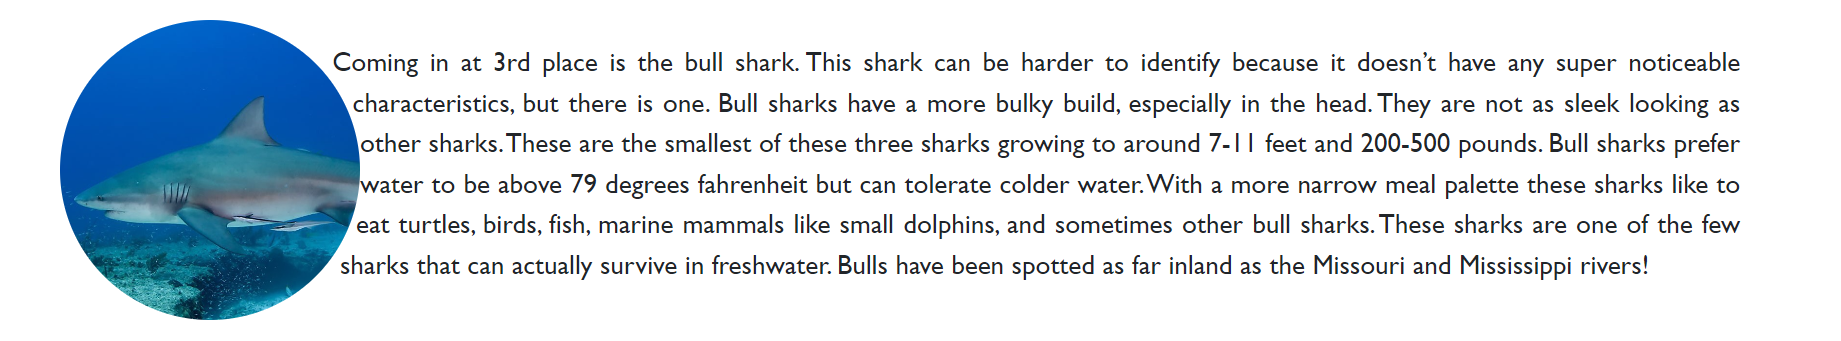 Coming in at 3rd place is the bull shark. This shark can be harder to identify because it doesn’t have any super noticeable
characteristics, but there is one. Bull sharks have a more bulky build, especially in the head. They are not as sleek looking as
other sharks. These are the smallest of these three sharks growing to around 7-11 feet and 200-500 pounds. Bull sharks prefer
water to be above 79 degrees fahrenheit but can tolerate colder water. With a more narrow meal palette these sharks like to
eat turtles, birds, fish, marine mammals like small dolphins, and sometimes other bull sharks. These sharks are one of the few
sharks that can actually survive in freshwater. Bulls have been spotted as far inland as the Missouri and Mississippi rivers!